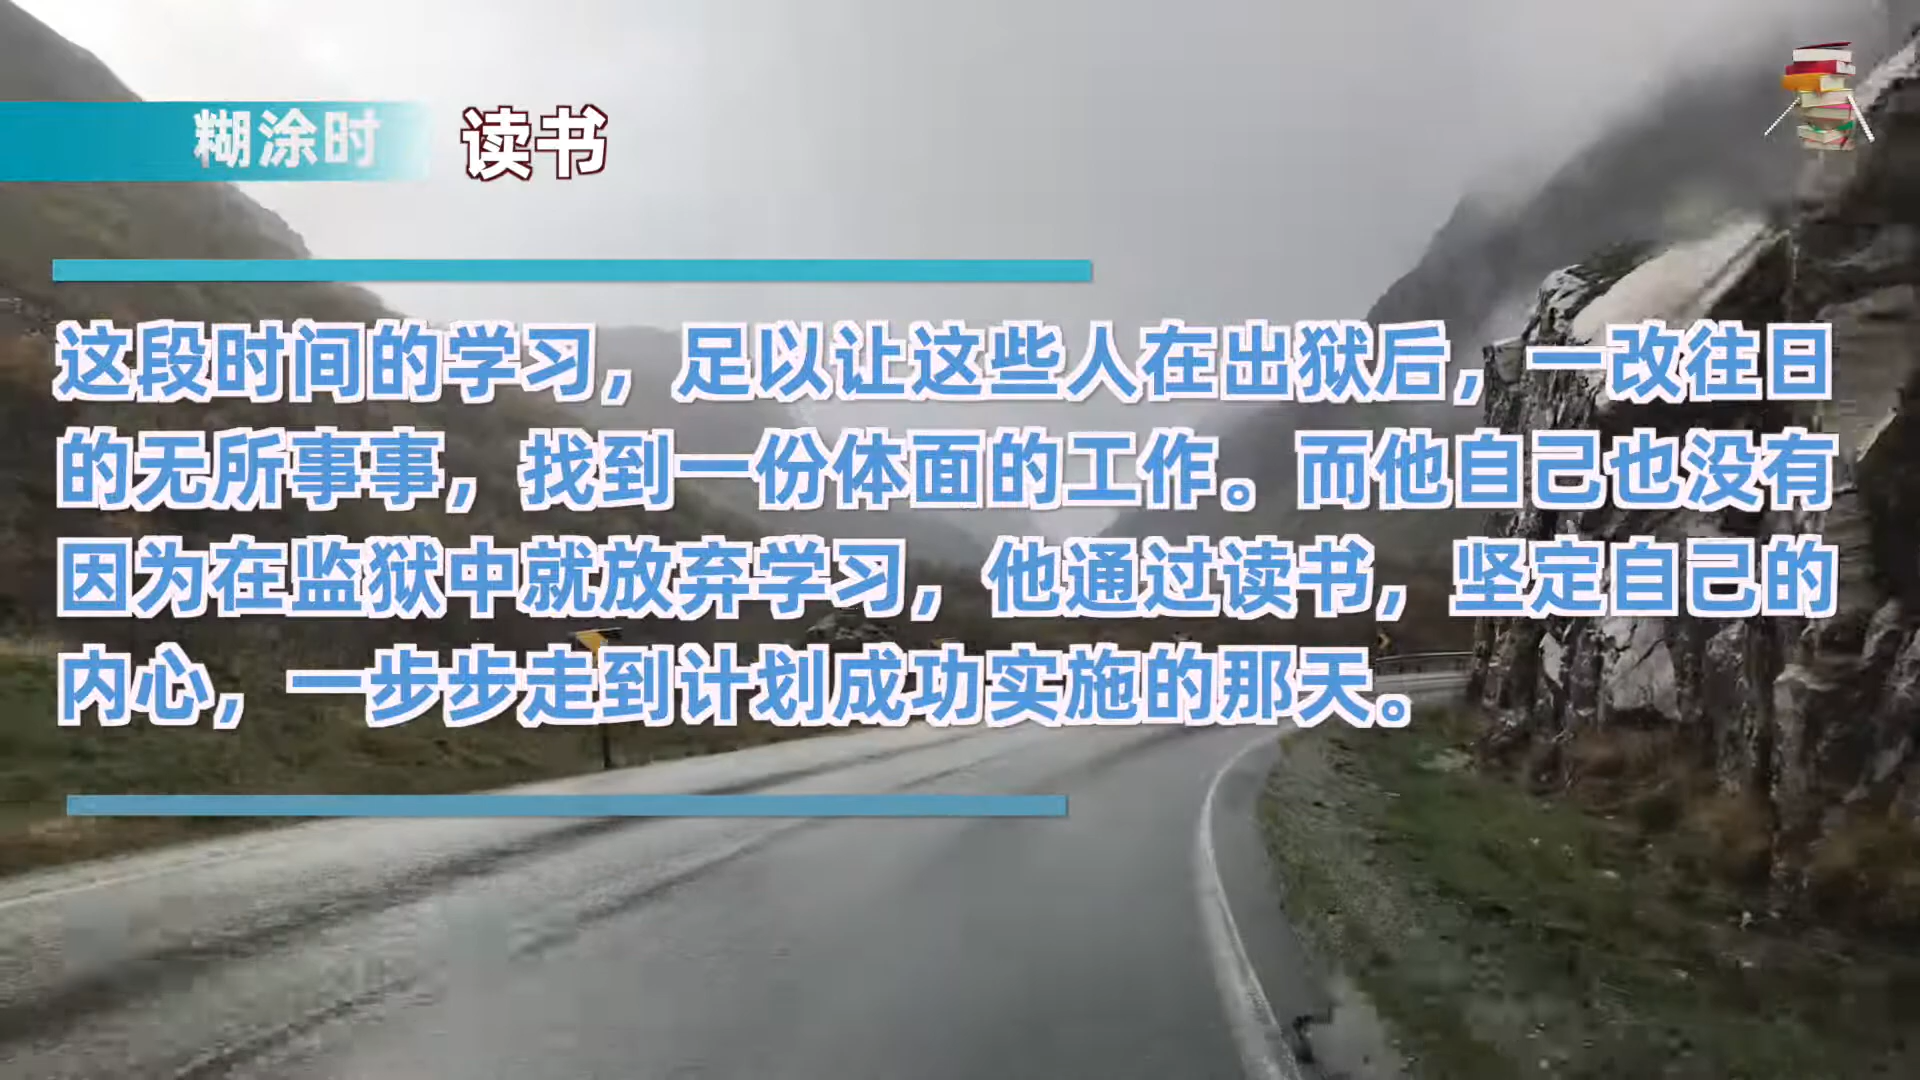 糊涂时 读书
这段时间的学习，足以让这些人在出狱后，一改往日
的无所事事，找到一份体面的工作。而他自己也没有
因为在监狱中就放弃学习，他通过读书，坚定自己的
内心，一步步走到计划成功实施的那天。